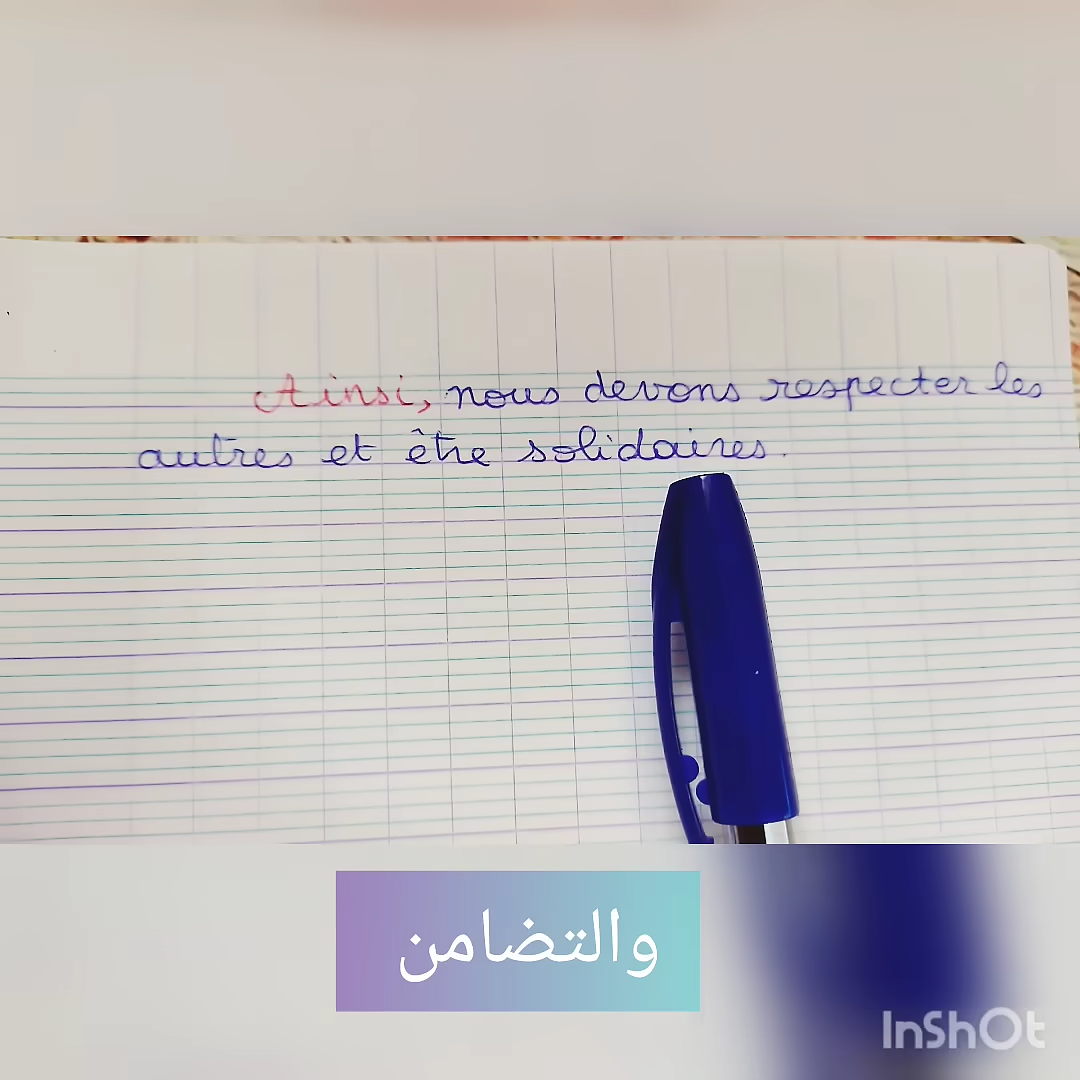 Ainsi, nous devons respecter les
autres et être solidaires.
والتضامن
InShOt